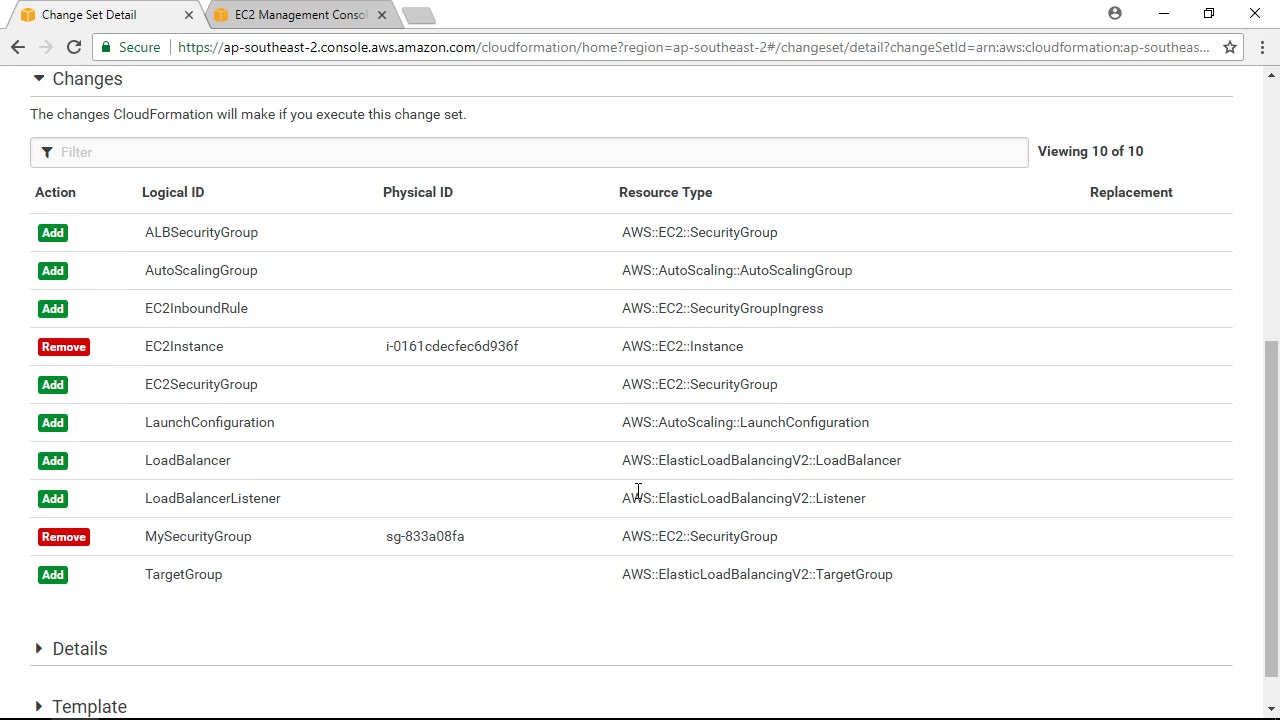 Change Set Detail
EC2 Management Consol
Secure
https://ap-southeast-2.console.aws.amazon.com/cloudformation/home?region=ap-southeast-2#/changeset/detail?changeSetId=arn:aws:cloudformation:ap-southeas...
Changes
The changes CloudFormation will make if you execute this change set.
Filter
Viewing 10 of 10
Action Logical ID Physical ID Resource Type Replacement
Add ALBSecurityGroup AWS::EC2::SecurityGroup
Add AutoScalingGroup AWS::AutoScaling::AutoScalingGroup
Add EC2InboundRule AWS::EC2::SecurityGroupIngress
Remove EC2Instance i-0161cdecfec6d936f AWS::EC2::Instance
Add EC2SecurityGroup AWS::EC2::SecurityGroup
Add LaunchConfiguration AWS::AutoScaling::LaunchConfiguration
Add LoadBalancer AWS::ElasticLoadBalancingV2::LoadBalancer
Add LoadBalancerListener AWS::ElasticLoadBalancingV2::Listener
Remove MySecurityGroup sg-833a08fa AWS::EC2::SecurityGroup
Add TargetGroup AWS::ElasticLoadBalancingV2::TargetGroup
Details
Template